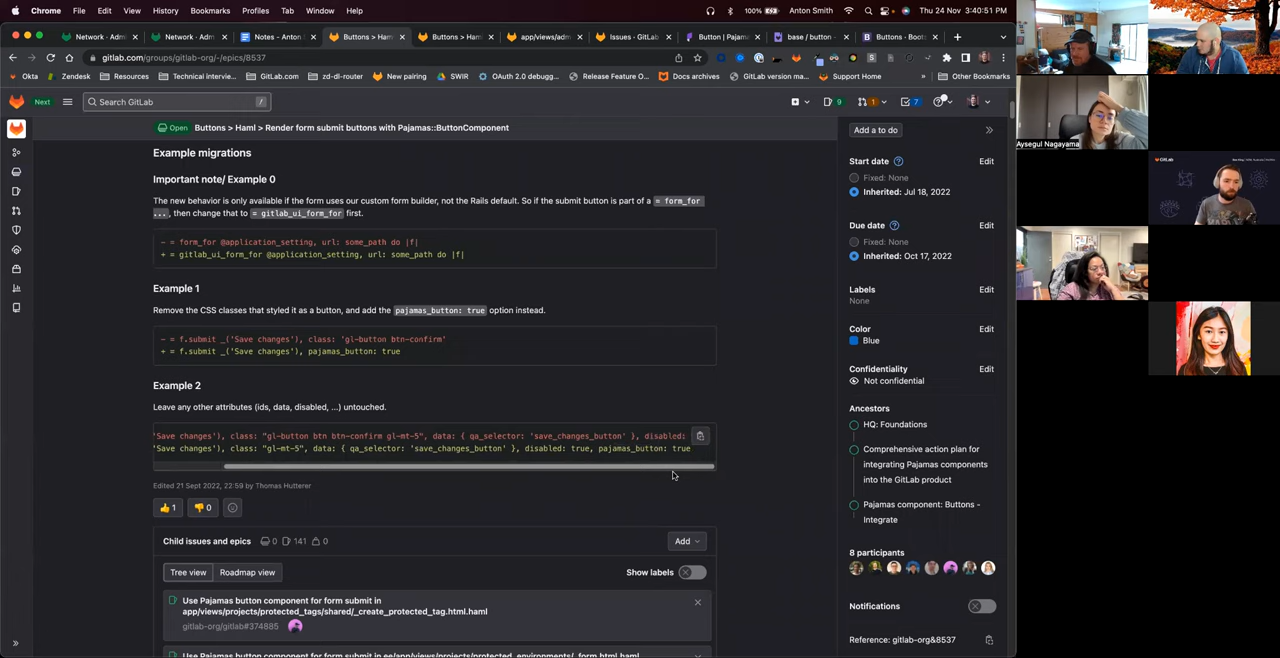 Chrome File Edit View History Bookmarks Profiles Tab Window Help 100% Anton Smith Thu 24 Nov 3:40:51 PM
Network · Adm Network · Adm Notes - Anton Buttons > Ham Buttons > Ham app/views/adm Issues · GitLab Button | Pajama base / button · Buttons · Boots
gitlab.com/groups/gitlab-org/-/epics/8537
Okta Zendesk Resources Technical intervie... GitLab.com zd-dl-router New pairing SWIR OAuth 2.0 debugg... Release Feature O... Docs archives GitLab version ma... Support Home Other Bookmarks
Next Search GitLab / 9 1 7
Open Buttons > Haml > Render form submit buttons with Pajamas::ButtonComponent
Example migrations
Important note/ Example 0
The new behavior is only available if the form uses our custom form builder, not the Rails default. So if the submit button is part of a = form_for
..., then change that to = gitlab_ui_form_for first.
- = form_for @application_setting, url: some_path do |f|
+ = gitlab_ui_form_for @application_setting, url: some_path do |f|
Example 1
Remove the CSS classes that styled it as a button, and add the pajamas_button: true option instead.
- = f.submit _('Save changes'), class: 'gl-button btn-confirm'
+ = f.submit _('Save changes'), pajamas_button: true
Example 2
Leave any other attributes (ids, data, disabled, ...) untouched.
'Save changes'), class: "gl-button btn btn-confirm gl-mt-5", data: { qa_selector: 'save_changes_button' }, disabled:
'Save changes'), class: "gl-mt-5", data: { qa_selector: 'save_changes_button' }, disabled: true, pajamas_button: true
Edited 21 Sept 2022, 22:59 by Thomas Hutterer
1 0
Child issues and epics 0 141 0 Add
Tree view Roadmap view Show labels
Use Pajamas button component for form submit in
app/views/projects/protected_tags/shared/_create_protected_tag.html.haml
gitlab-org/gitlab#374885
Use Pajamas button component for form submit in ee/app/views/projects/protected_environments/_form.html.haml
Add a to do
Start date Edit
Fixed: None
Inherited: Jul 18, 2022
Due date Edit
Fixed: None
Inherited: Oct 17, 2022
Labels Edit
None
Color Edit
Blue
Confidentiality Edit
Not confidential
Ancestors
HQ: Foundations
Comprehensive action plan for
integrating Pajamas components
into the GitLab product
Pajamas component: Buttons -
Integrate
8 participants
Notifications
Reference: gitlab-org&8537
Aysegul Nagayama